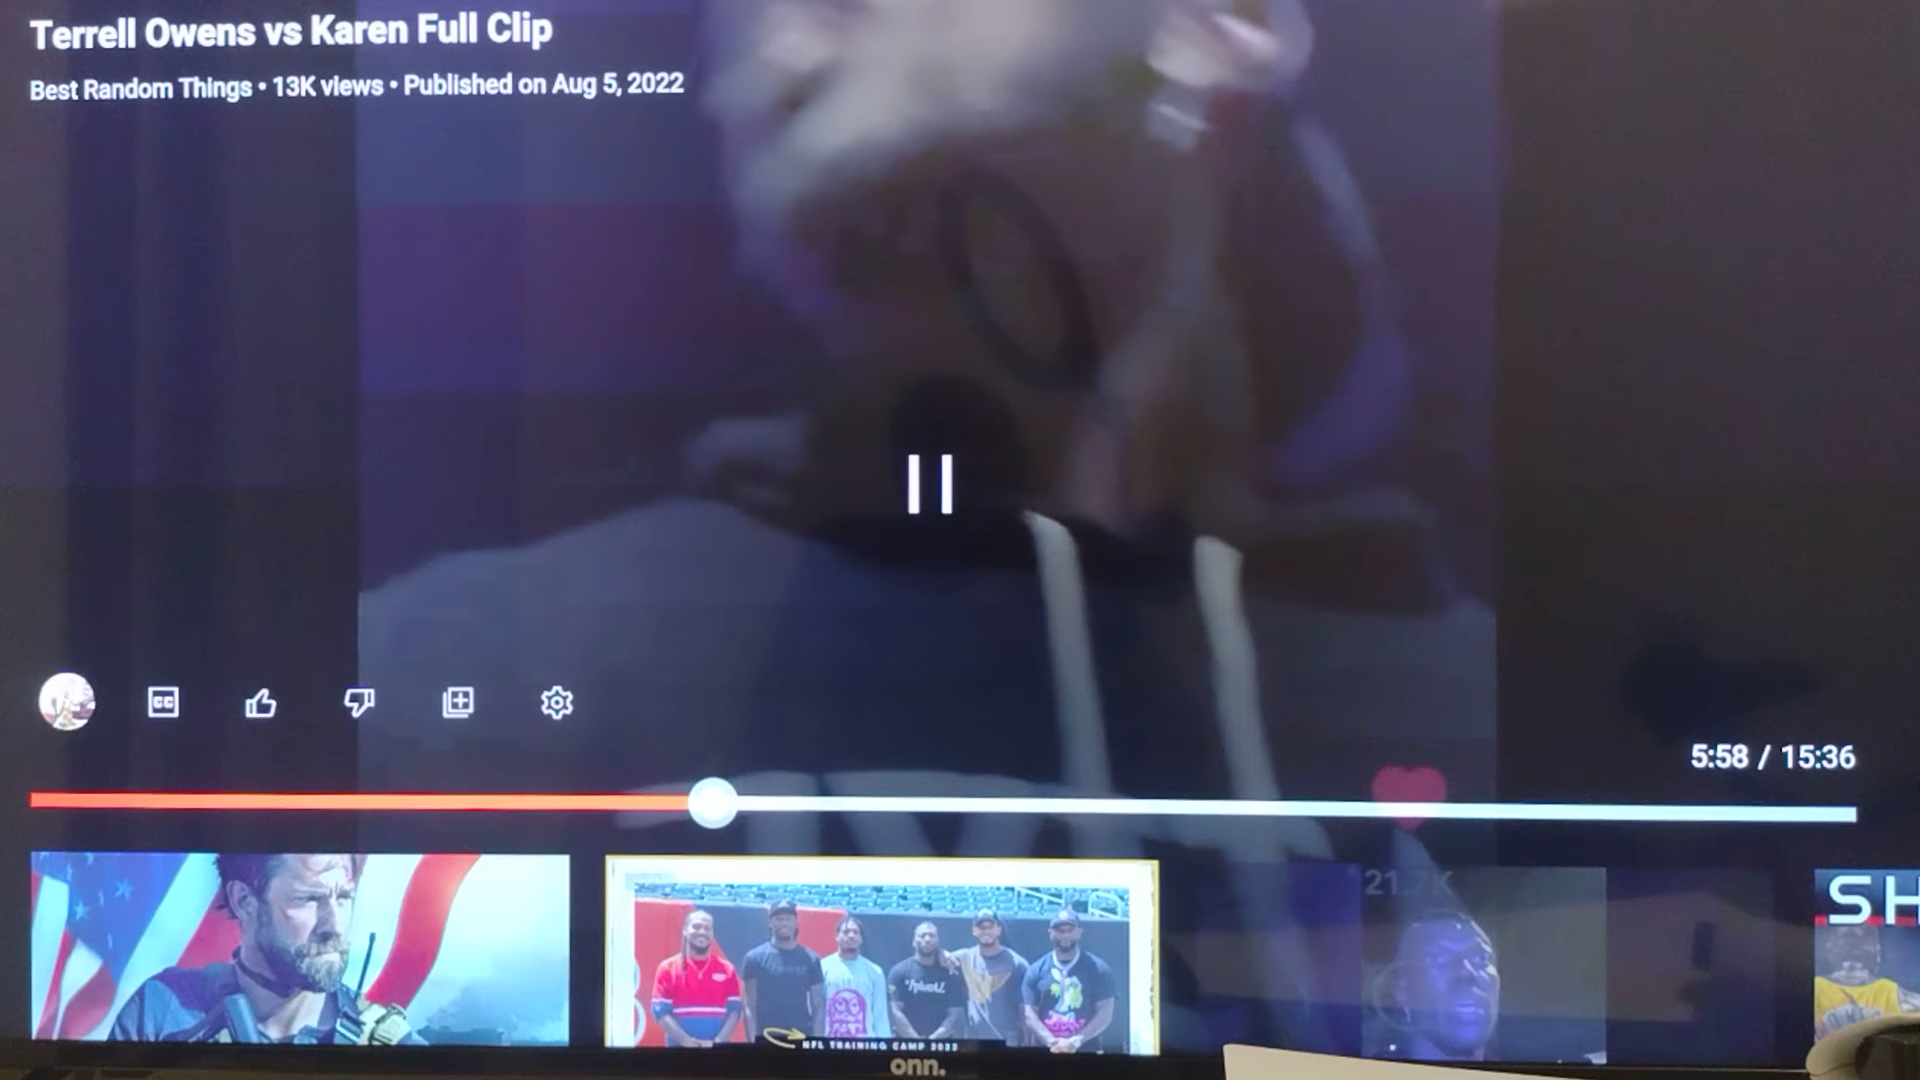 Terrell Owens vs Karen Full Clip
Best Random Things • 13K views • Published on Aug 5, 2022
CC
5:58 / 15:36
21.7K
SH
NFL TRAINING CAMP 2022
onn.